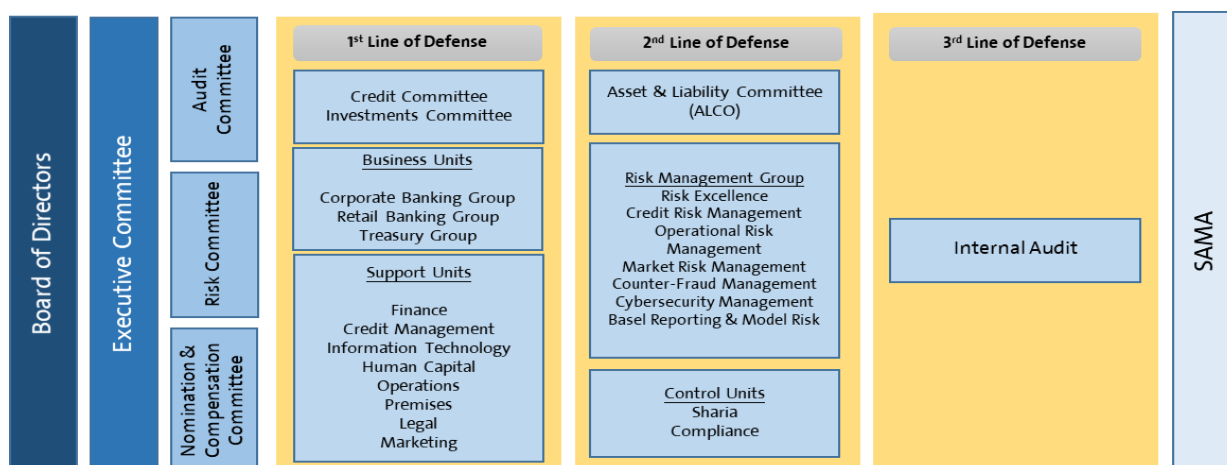 Board of Directors
Executive Committee
Audit
Committee
Risk Committee
Nomination &
Compensation
Committee
1st Line of Defense
Credit Committee
Investments Committee
Business Units
Corporate Banking Group
Retail Banking Group
Treasury Group
Support Units
Finance
Credit Management
Information Technology
Human Capital
Operations
Premises
Legal
Marketing
2nd Line of Defense
Asset & Liability Committee
(ALCO)
Risk Management Group
Risk Excellence
Credit Risk Management
Operational Risk
Management
Market Risk Management
Counter-Fraud Management
Cybersecurity Management
Basel Reporting & Model Risk
Control Units
Sharia
Compliance
3rd Line of Defense
Internal Audit
SAMA